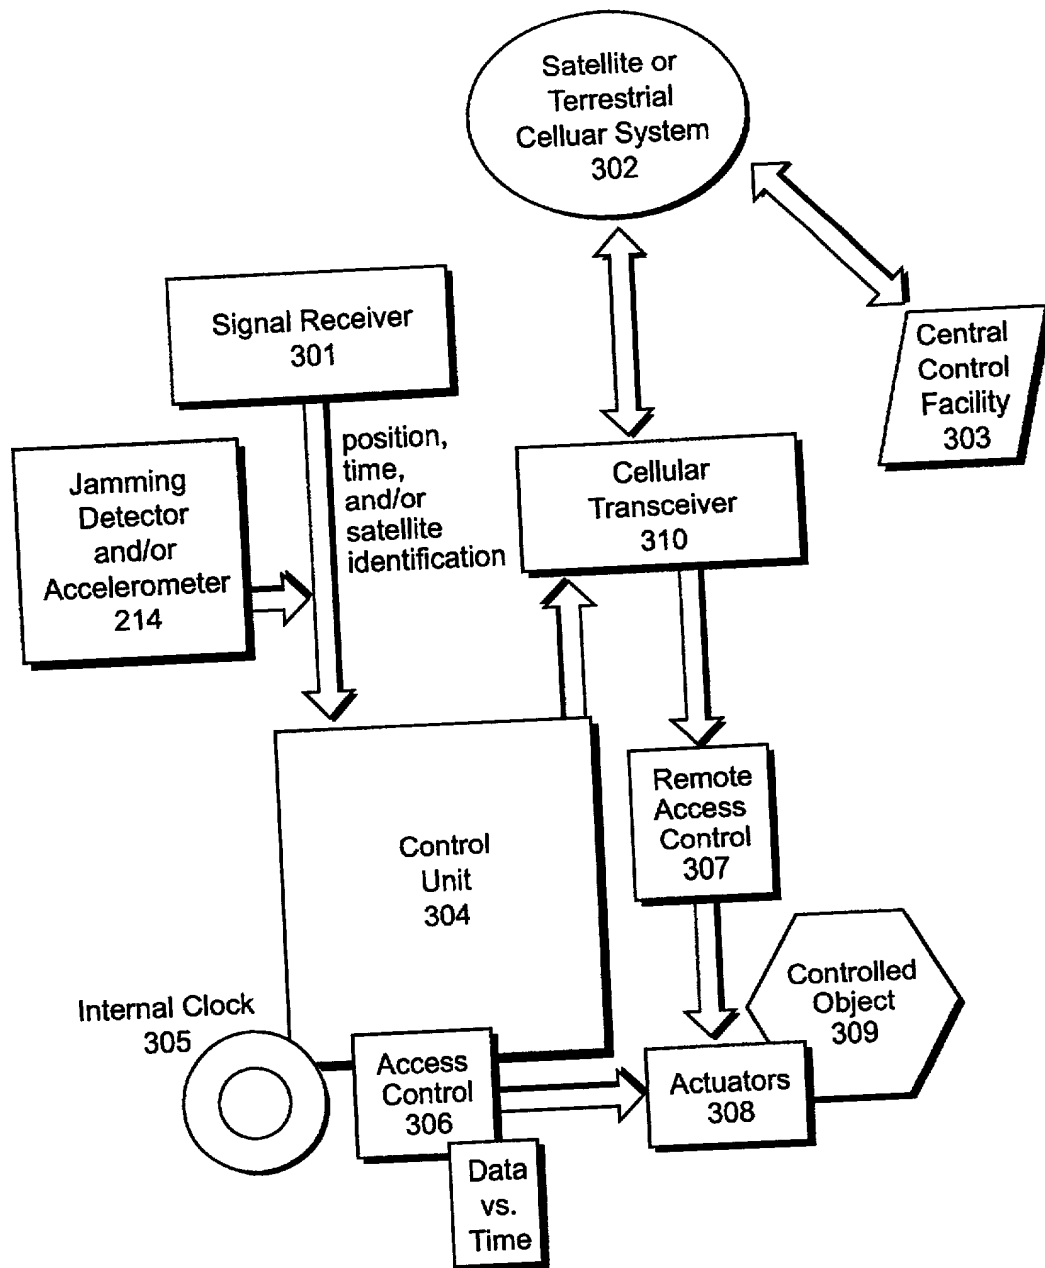 Satellite or
Terrestrial
Celluar System
302
Signal Receiver
301
Central
Control
Facility
303
position,
time,
and/or
satellite
identification
Jamming
Detector
and/or
Accelerometer
214
Cellular
Transceiver
310
Remote
Access
Control
307
Control
Unit
304
Controlled
Object
309
Internal Clock
305
Access
Control
306
Actuators
308
Data
vs.
Time